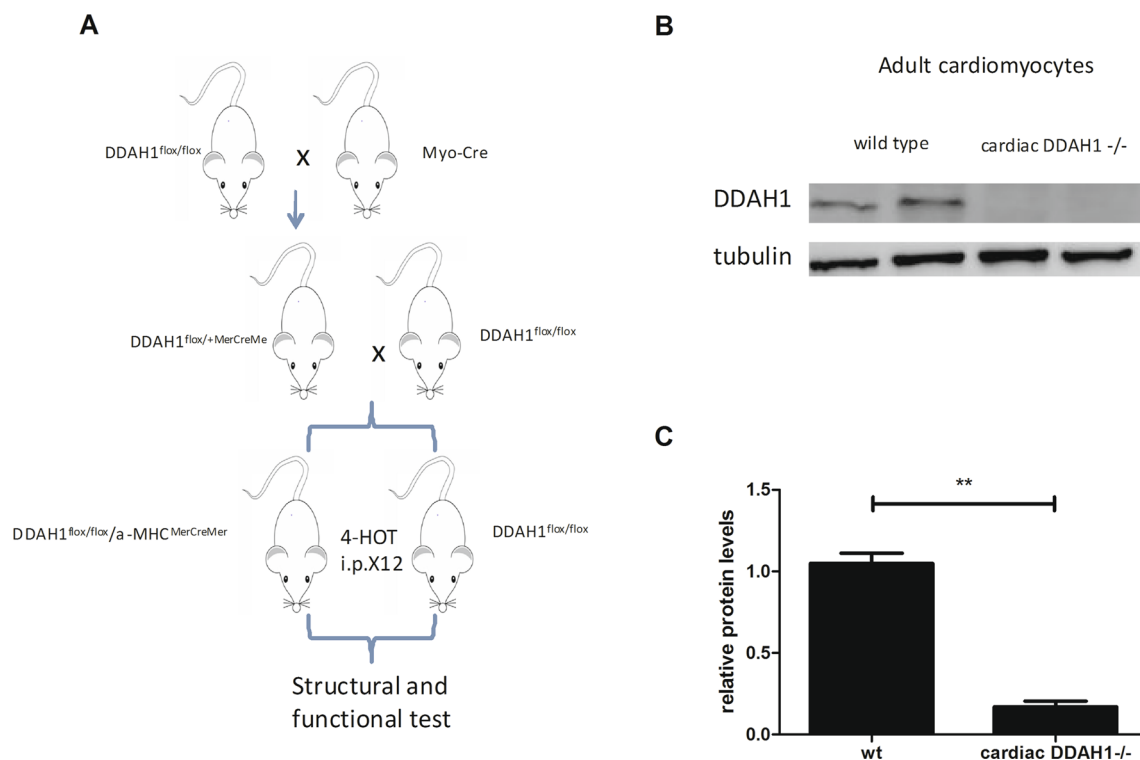 A
DDAH1flox/flox
X
Myo-Cre
DDAH1flox/+MerCreMe
X
DDAH1flox/flox
DDAH1flox/flox/a-MHCMerCreMer
4-HOT
i.p.X12
DDAH1flox/flox
Structural and
functional test
B
Adult cardiomyocytes
wild type
cardiac DDAH1 -/-
DDAH1
tubulin
C
relative protein levels
1.5
1.0
0.5
0.0
**
wt
cardiac DDAH1-/-